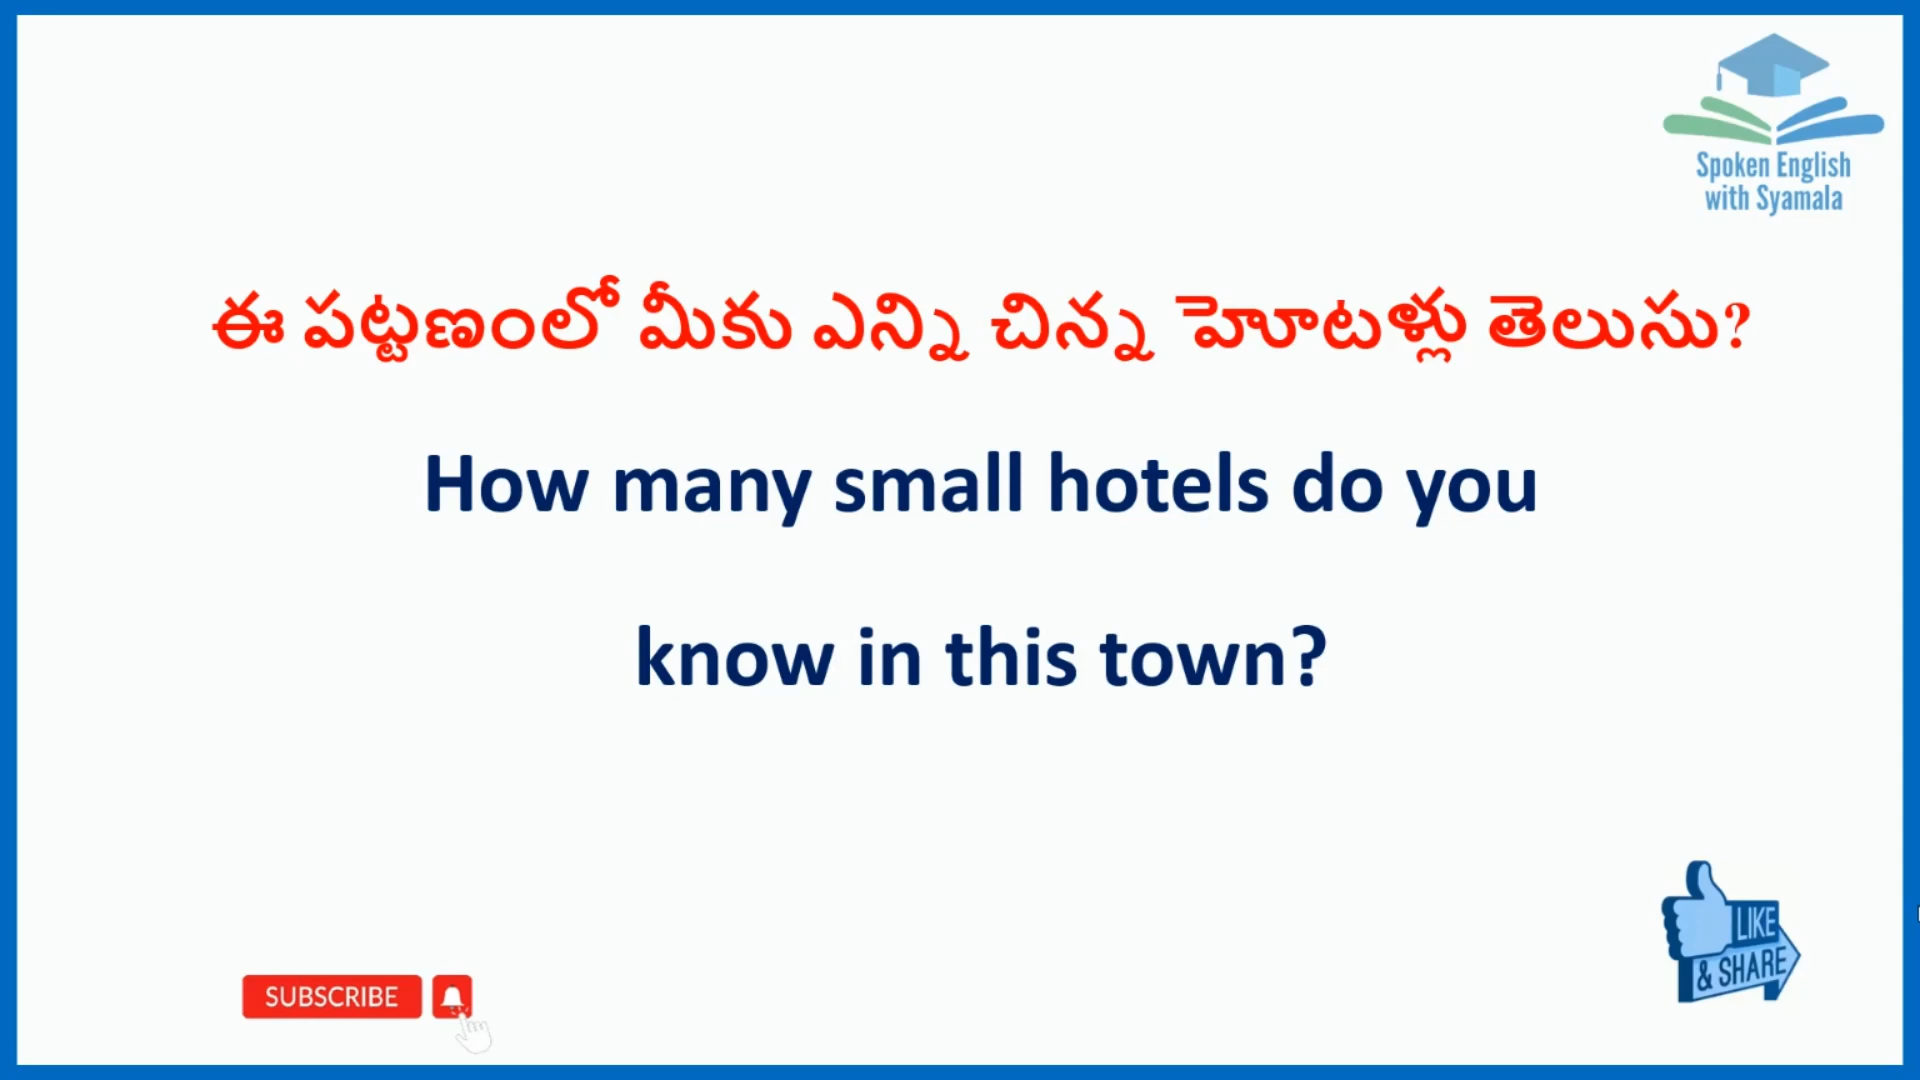 Spoken English
with Syamala
ఈ పట్టణంలో మీకు ఎన్ని చిన్న హెూటళ్లు తెలుసు?
How many small hotels do you
know in this town?
LIKE
& SHARE
SUBSCRIBE